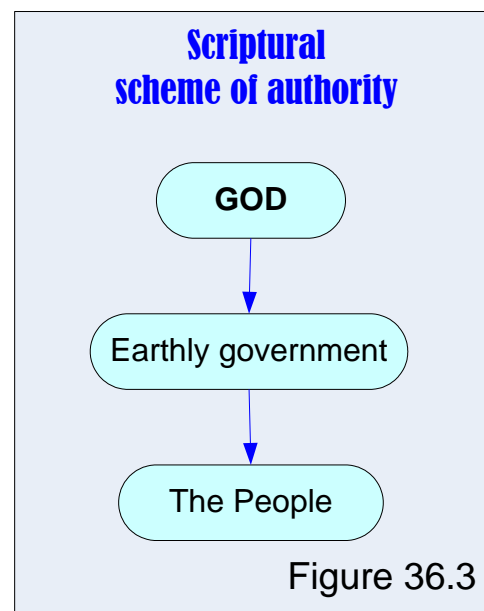 Scriptural
scheme of authority
GOD
Earthly government
The People
Figure 36.3